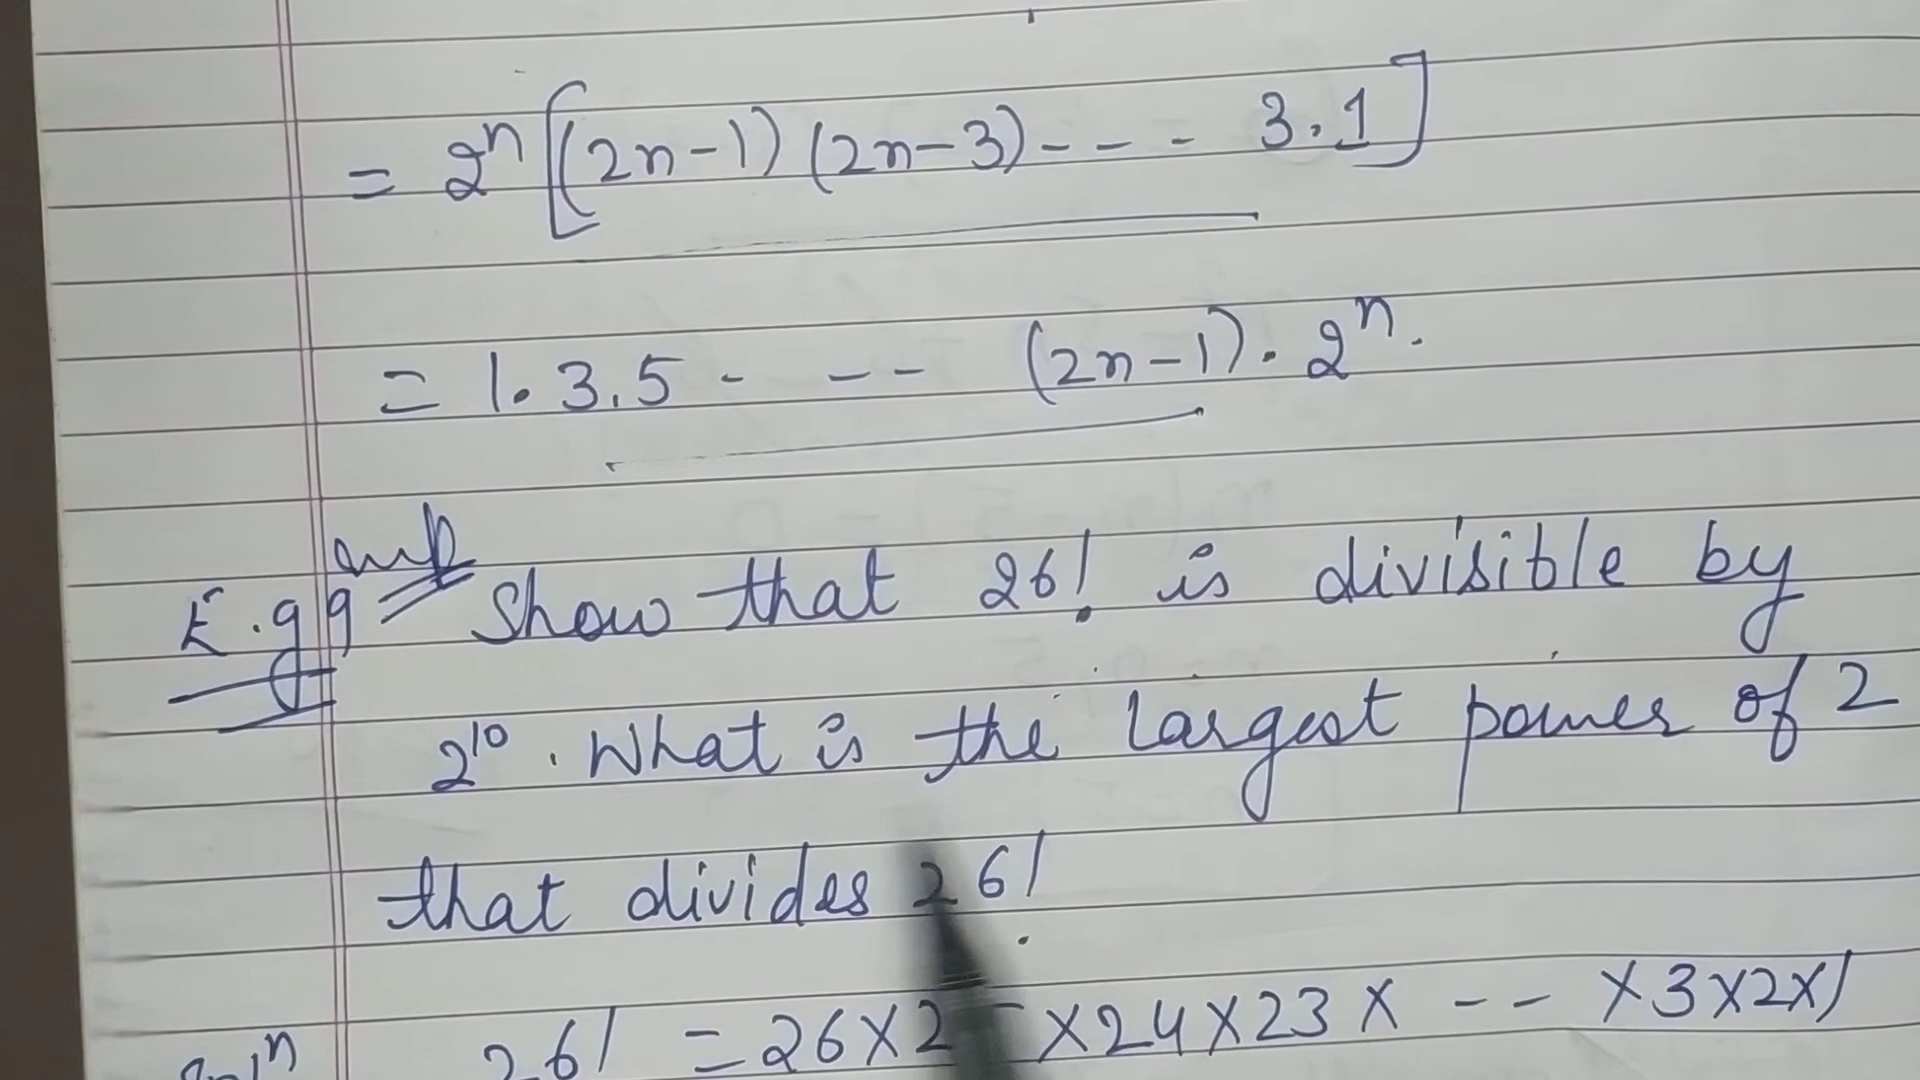 = 2ⁿ [(2n-1) (2n-3) - - - 3.1]
= 1.3.5 - - - (2n-1). 2ⁿ.
E.g 9 Show that 26! is divisible by
2¹⁰. What is the largest power of 2
that divides 26!
Solⁿ 26! = 26×2 ×24×23× -- ×3×2×1